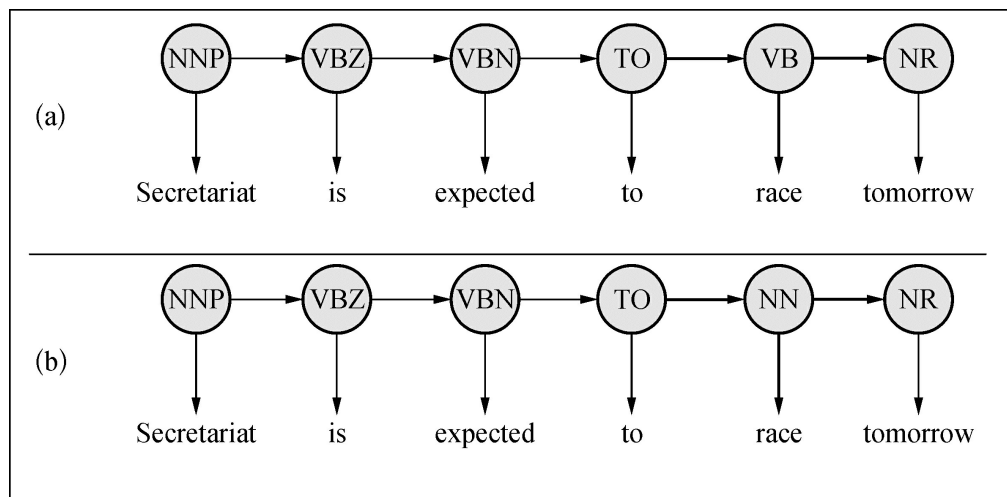 NNP VBZ VBN TO VB NR
(a)
Secretariat is expected to race tomorrow
NNP VBZ VBN TO NN NR
(b)
Secretariat is expected to race tomorrow